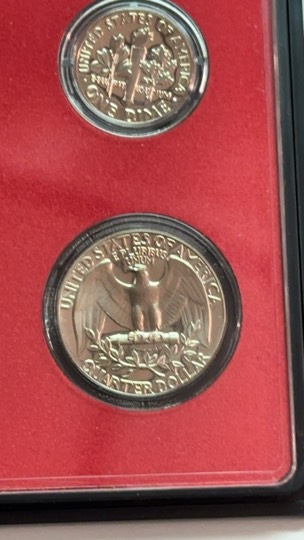 UNITED STATES OF AMERICA
ONE DIME
UNITED STATES OF AMERICA
E PLURIBUS
UNUM
QUARTER DOLLAR